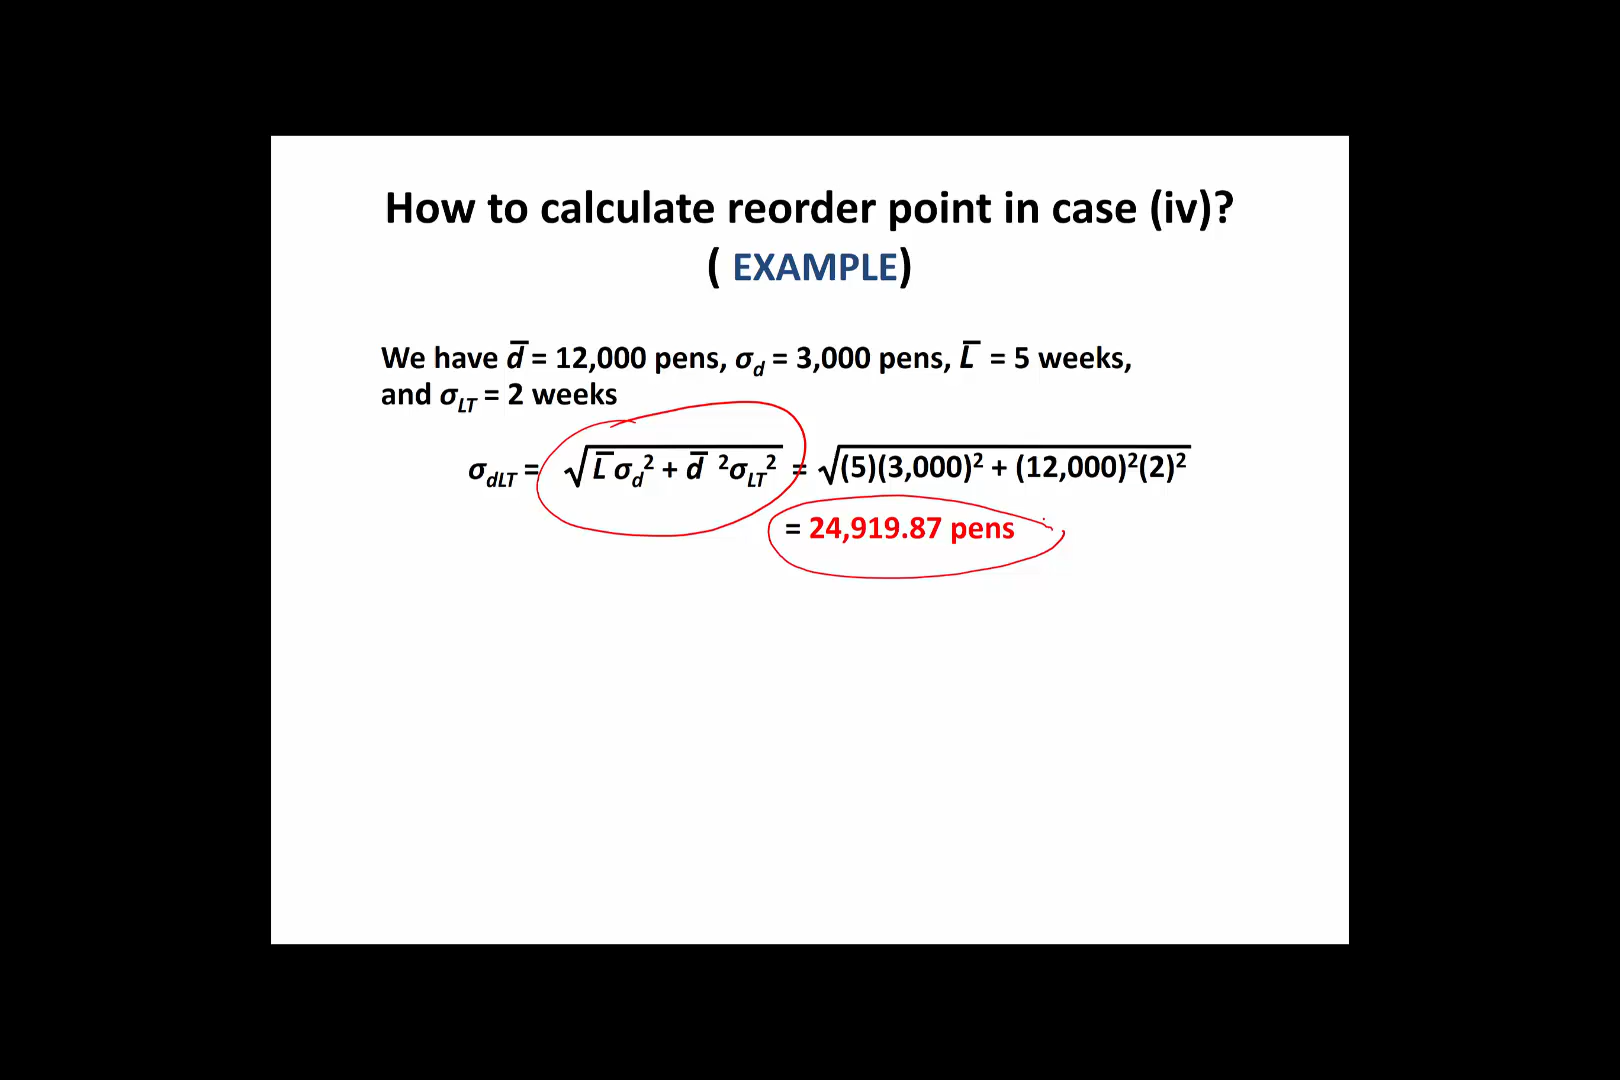 How to calculate reorder point in case (iv)?
( EXAMPLE)
We have d̅ = 12,000 pens, σd = 3,000 pens, L̅ = 5 weeks,
and σLT = 2 weeks
σdLT = √L̅ σd² + d̅ ²σLT² = √(5)(3,000)² + (12,000)²(2)²
= 24,919.87 pens